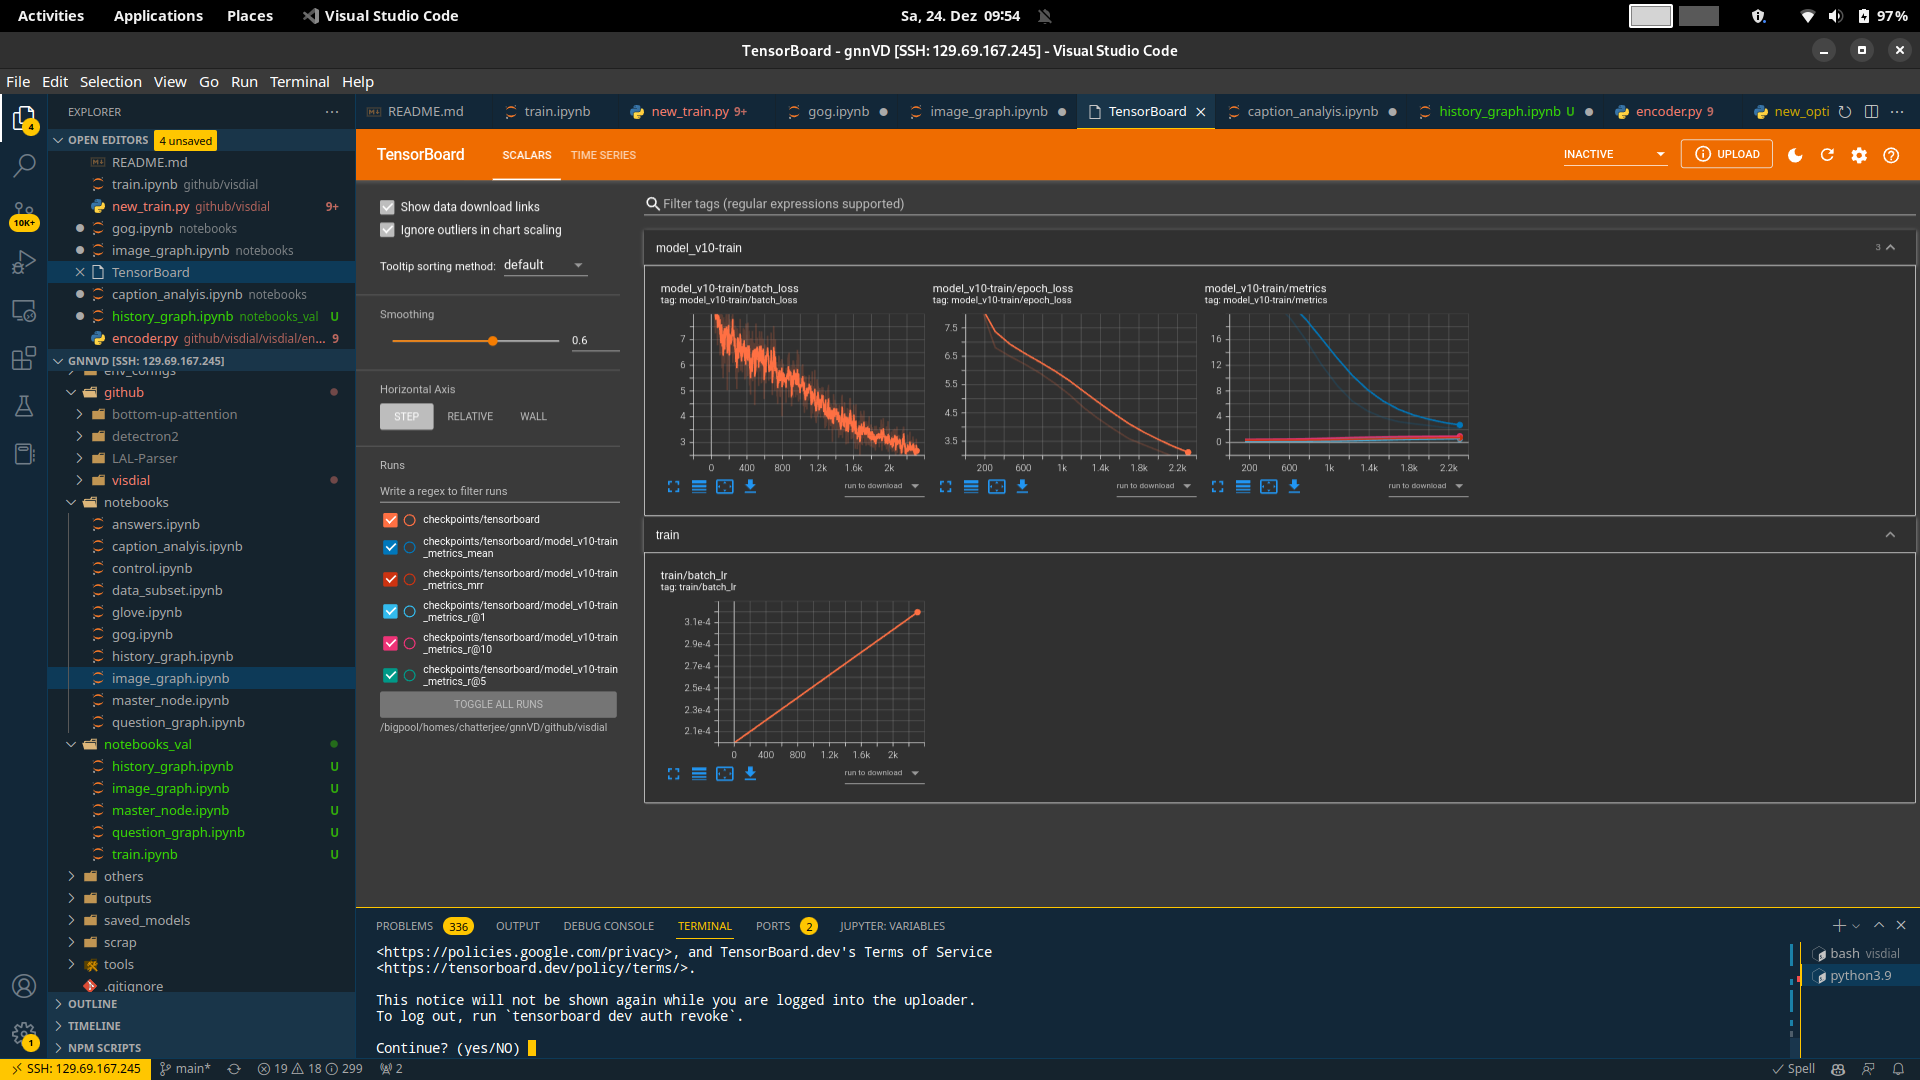 Activities Applications Places Visual Studio Code Sa, 24. Dez 09:54 97%
TensorBoard - gnnVD [SSH: 129.69.167.245] - Visual Studio Code
File Edit Selection View Go Run Terminal Help
EXPLORER
README.md train.ipynb new_train.py 9+ gog.ipynb image_graph.ipynb TensorBoard caption_analyis.ipynb history_graph.ipynb U encoder.py 9 new_opti
4
10K+
1
OPEN EDITORS 4 unsaved
README.md
train.ipynb github/visdial
new_train.py github/visdial 9+
gog.ipynb notebooks
image_graph.ipynb notebooks
TensorBoard
caption_analyis.ipynb notebooks
history_graph.ipynb notebooks_val U
encoder.py github/visdial/visdial/en... 9
GNNVD [SSH: 129.69.167.245]
env_configs
github
bottom-up-attention
detectron2
LAL-Parser
visdial
notebooks
answers.ipynb
caption_analyis.ipynb
control.ipynb
data_subset.ipynb
glove.ipynb
gog.ipynb
history_graph.ipynb
image_graph.ipynb
master_node.ipynb
question_graph.ipynb
notebooks_val
history_graph.ipynb U
image_graph.ipynb U
master_node.ipynb U
question_graph.ipynb U
train.ipynb U
others
outputs
saved_models
scrap
tools
.gitignore
OUTLINE
TIMELINE
NPM SCRIPTS
TensorBoard SCALARS TIME SERIES INACTIVE UPLOAD
Show data download links
Ignore outliers in chart scaling
Tooltip sorting method: default
Smoothing
0.6
Horizontal Axis
STEP RELATIVE WALL
Runs
Write a regex to filter runs
checkpoints/tensorboard
checkpoints/tensorboard/model_v10-train
_metrics_mean
checkpoints/tensorboard/model_v10-train
_metrics_mrr
checkpoints/tensorboard/model_v10-train
_metrics_r@1
checkpoints/tensorboard/model_v10-train
_metrics_r@10
checkpoints/tensorboard/model_v10-train
_metrics_r@5
TOGGLE ALL RUNS
/bigpool/homes/chatterjee/gnnVD/github/visdial
Filter tags (regular expressions supported)
model_v10-train 3
model_v10-train/batch_loss
tag: model_v10-train/batch_loss
7
6
5
4
3
0 400 800 1.2k 1.6k 2k
run to download
model_v10-train/epoch_loss
tag: model_v10-train/epoch_loss
7.5
6.5
5.5
4.5
3.5
200 600 1k 1.4k 1.8k 2.2k
run to download
model_v10-train/metrics
tag: model_v10-train/metrics
16
12
8
4
0
200 600 1k 1.4k 1.8k 2.2k
run to download
train
train/batch_lr
tag: train/batch_lr
3.1e-4
2.9e-4
2.7e-4
2.5e-4
2.3e-4
2.1e-4
0 400 800 1.2k 1.6k 2k
run to download
PROBLEMS 336 OUTPUT DEBUG CONSOLE TERMINAL PORTS 2 JUPYTER: VARIABLES
<https://policies.google.com/privacy>, and TensorBoard.dev's Terms of Service
<https://tensorboard.dev/policy/terms/>.
This notice will not be shown again while you are logged into the uploader.
To log out, run `tensorboard dev auth revoke`.
Continue? (yes/NO)
bash visdial
python3.9
SSH: 129.69.167.245 main* 19 18 299 2 Spell